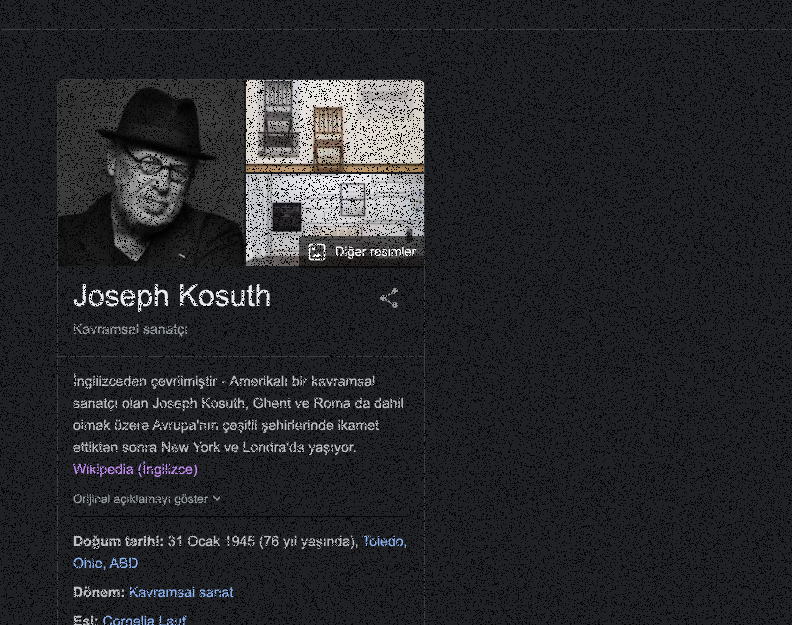 Diğer resimler
Joseph Kosuth
Kavramsal sanatçı
İngilizceden çevrilmiştir - Amerikalı bir kavramsal
sanatçı olan Joseph Kosuth, Ghent ve Roma da dahil
olmak üzere Avrupa'nın çeşitli şehirlerinde ikamet
ettikten sonra New York ve Londra'da yaşıyor.
Wikipedia (İngilizce)
Orijinal açıklamayı göster
Doğum tarihi: 31 Ocak 1945 (76 yıl yaşında), Toledo,
Ohio, ABD
Dönem: Kavramsal sanat
Eşi: Cornelia Lauf